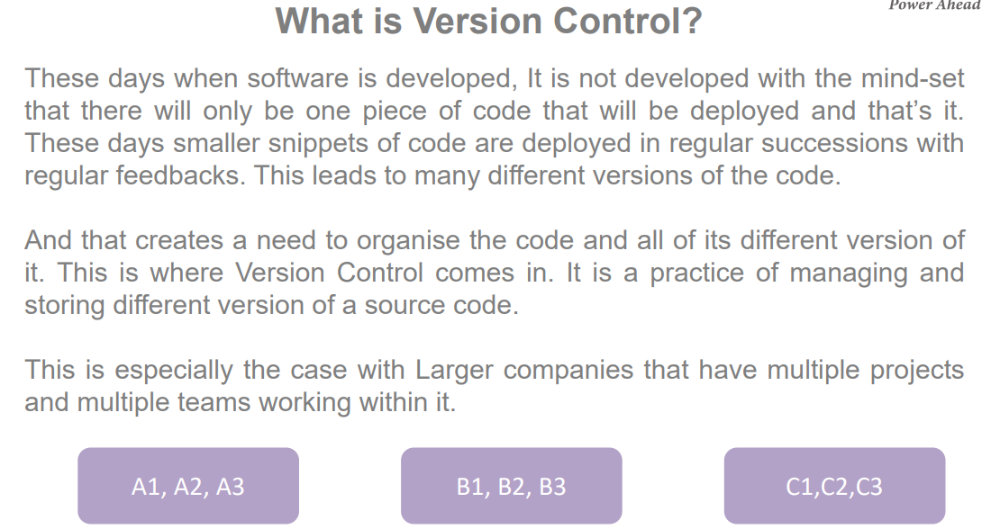 Power Ahead
What is Version Control?
These days when software is developed, It is not developed with the mind-set
that there will only be one piece of code that will be deployed and that’s it.
These days smaller snippets of code are deployed in regular successions with
regular feedbacks. This leads to many different versions of the code.
And that creates a need to organise the code and all of its different version of
it. This is where Version Control comes in. It is a practice of managing and
storing different version of a source code.
This is especially the case with Larger companies that have multiple projects
and multiple teams working within it.
A1, A2, A3
B1, B2, B3
C1,C2,C3